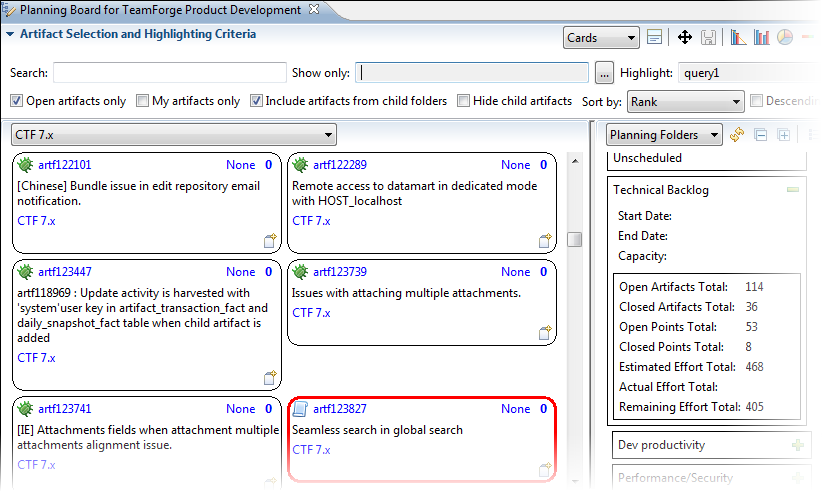 Planning Board for TeamForge Product Development
Artifact Selection and Highlighting Criteria
Cards
Search:
Show only:
...
Highlight: query1
Open artifacts only
My artifacts only
Include artifacts from child folders
Hide child artifacts
Sort by: Rank
Descendin
CTF 7.x
artf122101 None 0
[Chinese] Bundle issue in edit repository email
notification.
CTF 7.x
artf122289 None 0
Remote access to datamart in dedicated mode
with HOST_localhost
CTF 7.x
artf123447 None 0
artf118969 : Update activity is harvested with
'system'user key in artifact_transaction_fact and
daily_snapshot_fact table when child artifact is
added
CTF 7.x
artf123739 None 0
Issues with attaching multiple attachments.
CTF 7.x
artf123741 None 0
[IE] Attachments fields when attachment multiple
attachments alignment issue.
CTF 7.x
artf123827 None 0
Seamless search in global search
CTF 7.x
Planning Folders
Unscheduled
Technical Backlog
Start Date:
End Date:
Capacity:
Open Artifacts Total: 114
Closed Artifacts Total: 36
Open Points Total: 53
Closed Points Total: 8
Estimated Effort Total: 468
Actual Effort Total:
Remaining Effort Total: 405
Dev productivity
Performance/Security